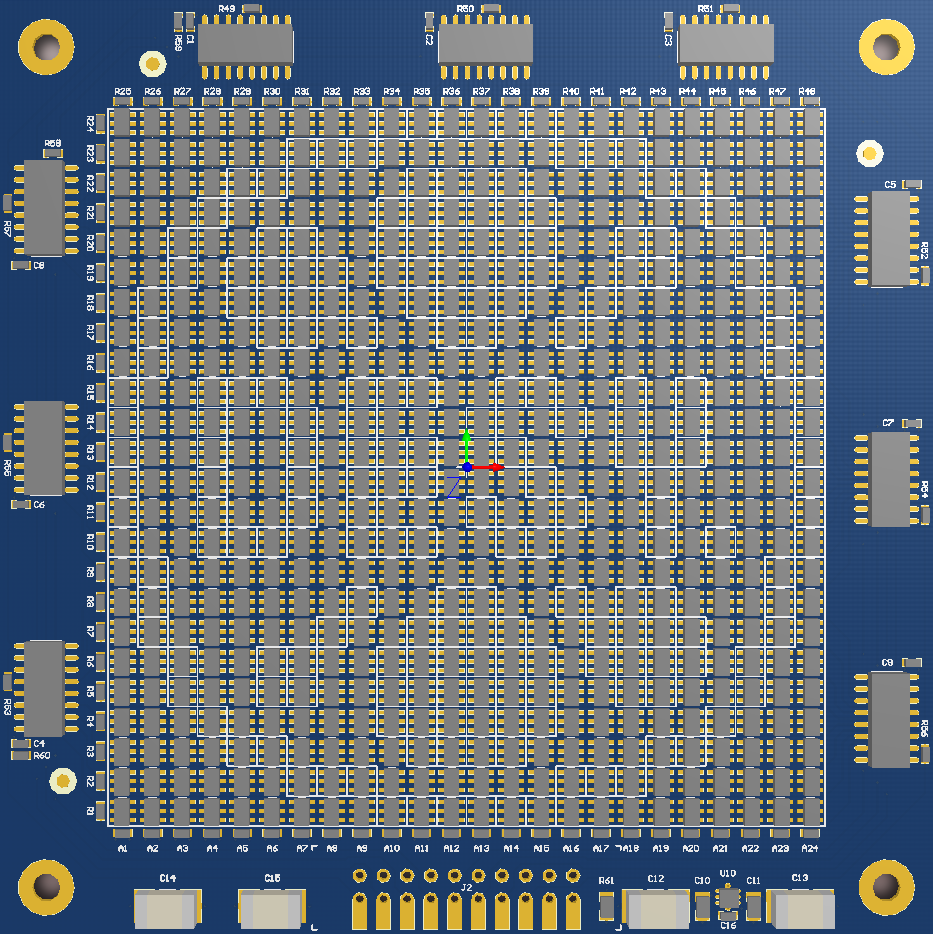 R49
R50
R51
R59
C1
C2
C3
R25 R26 R27 R28 R29 R30 R31 R32 R33 R34 R35 R36 R37 R38 R39 R40 R41 R42 R43 R44 R45 R46 R47 R48
R24
R23
R58
R22
C5
R21
R57
R20
R52
R19
C8
R18
R17
R16
R15
R14
C7
R13
R55
R12
R54
C6
R11
R10
R9
R8
R7
R6
C9
R5
R53
R4
R56
C4
R3
R60
R2
R1
A1 A2 A3 A4 A5 A6 A7 A8 A9 A10 A11 A12 A13 A14 A15 A16 A17 A18 A19 A20 A21 A22 A23 A24
C14
C15
J2
R61
C12
C10
U10
C11
C13
C16